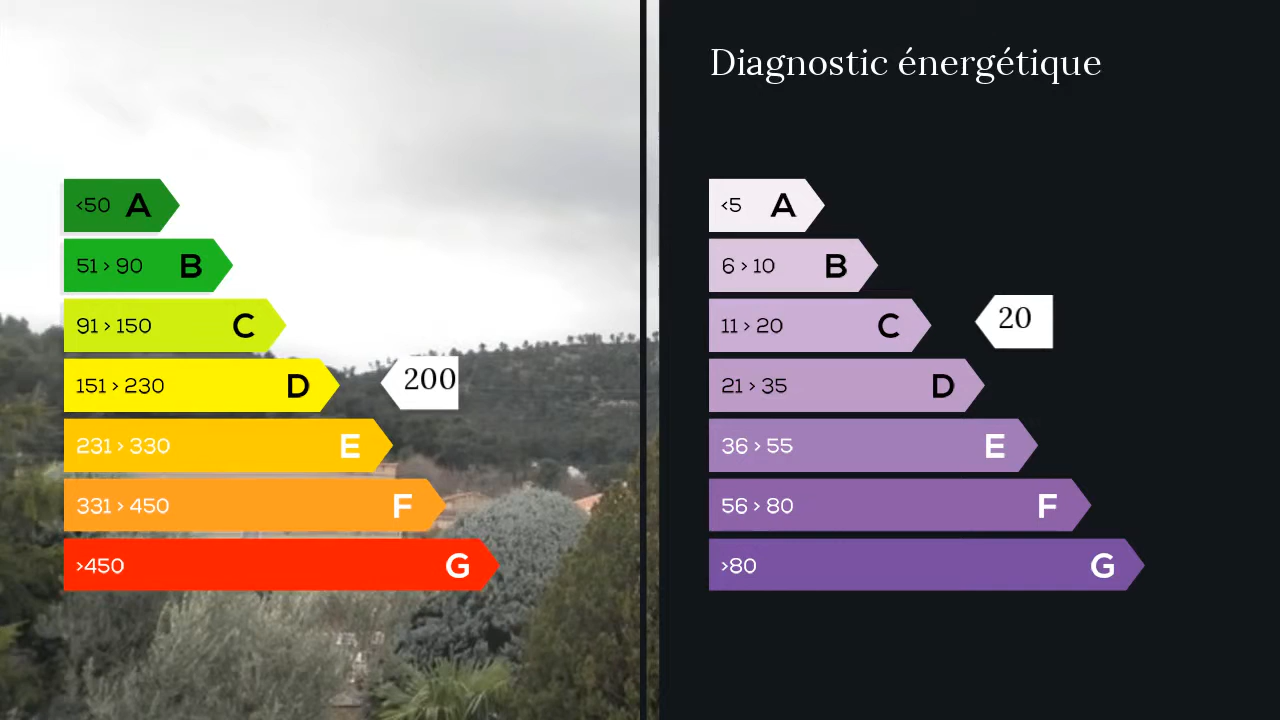 Diagnostic énergétique
<50 A
51 > 90 B
91 > 150 C
151 > 230 D
200
231 > 330 E
331 > 450 F
>450 G
<5 A
6 > 10 B
11 > 20 C
20
21 > 35 D
36 > 55 E
56 > 80 F
>80 G